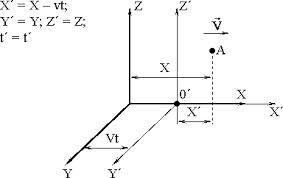 X´ = X – vt;
Y´ = Y; Z´ = Z;
t´ = t´
Z
Z´
V
A
X
0´
X
X´
X´
Vt
Y
Y´